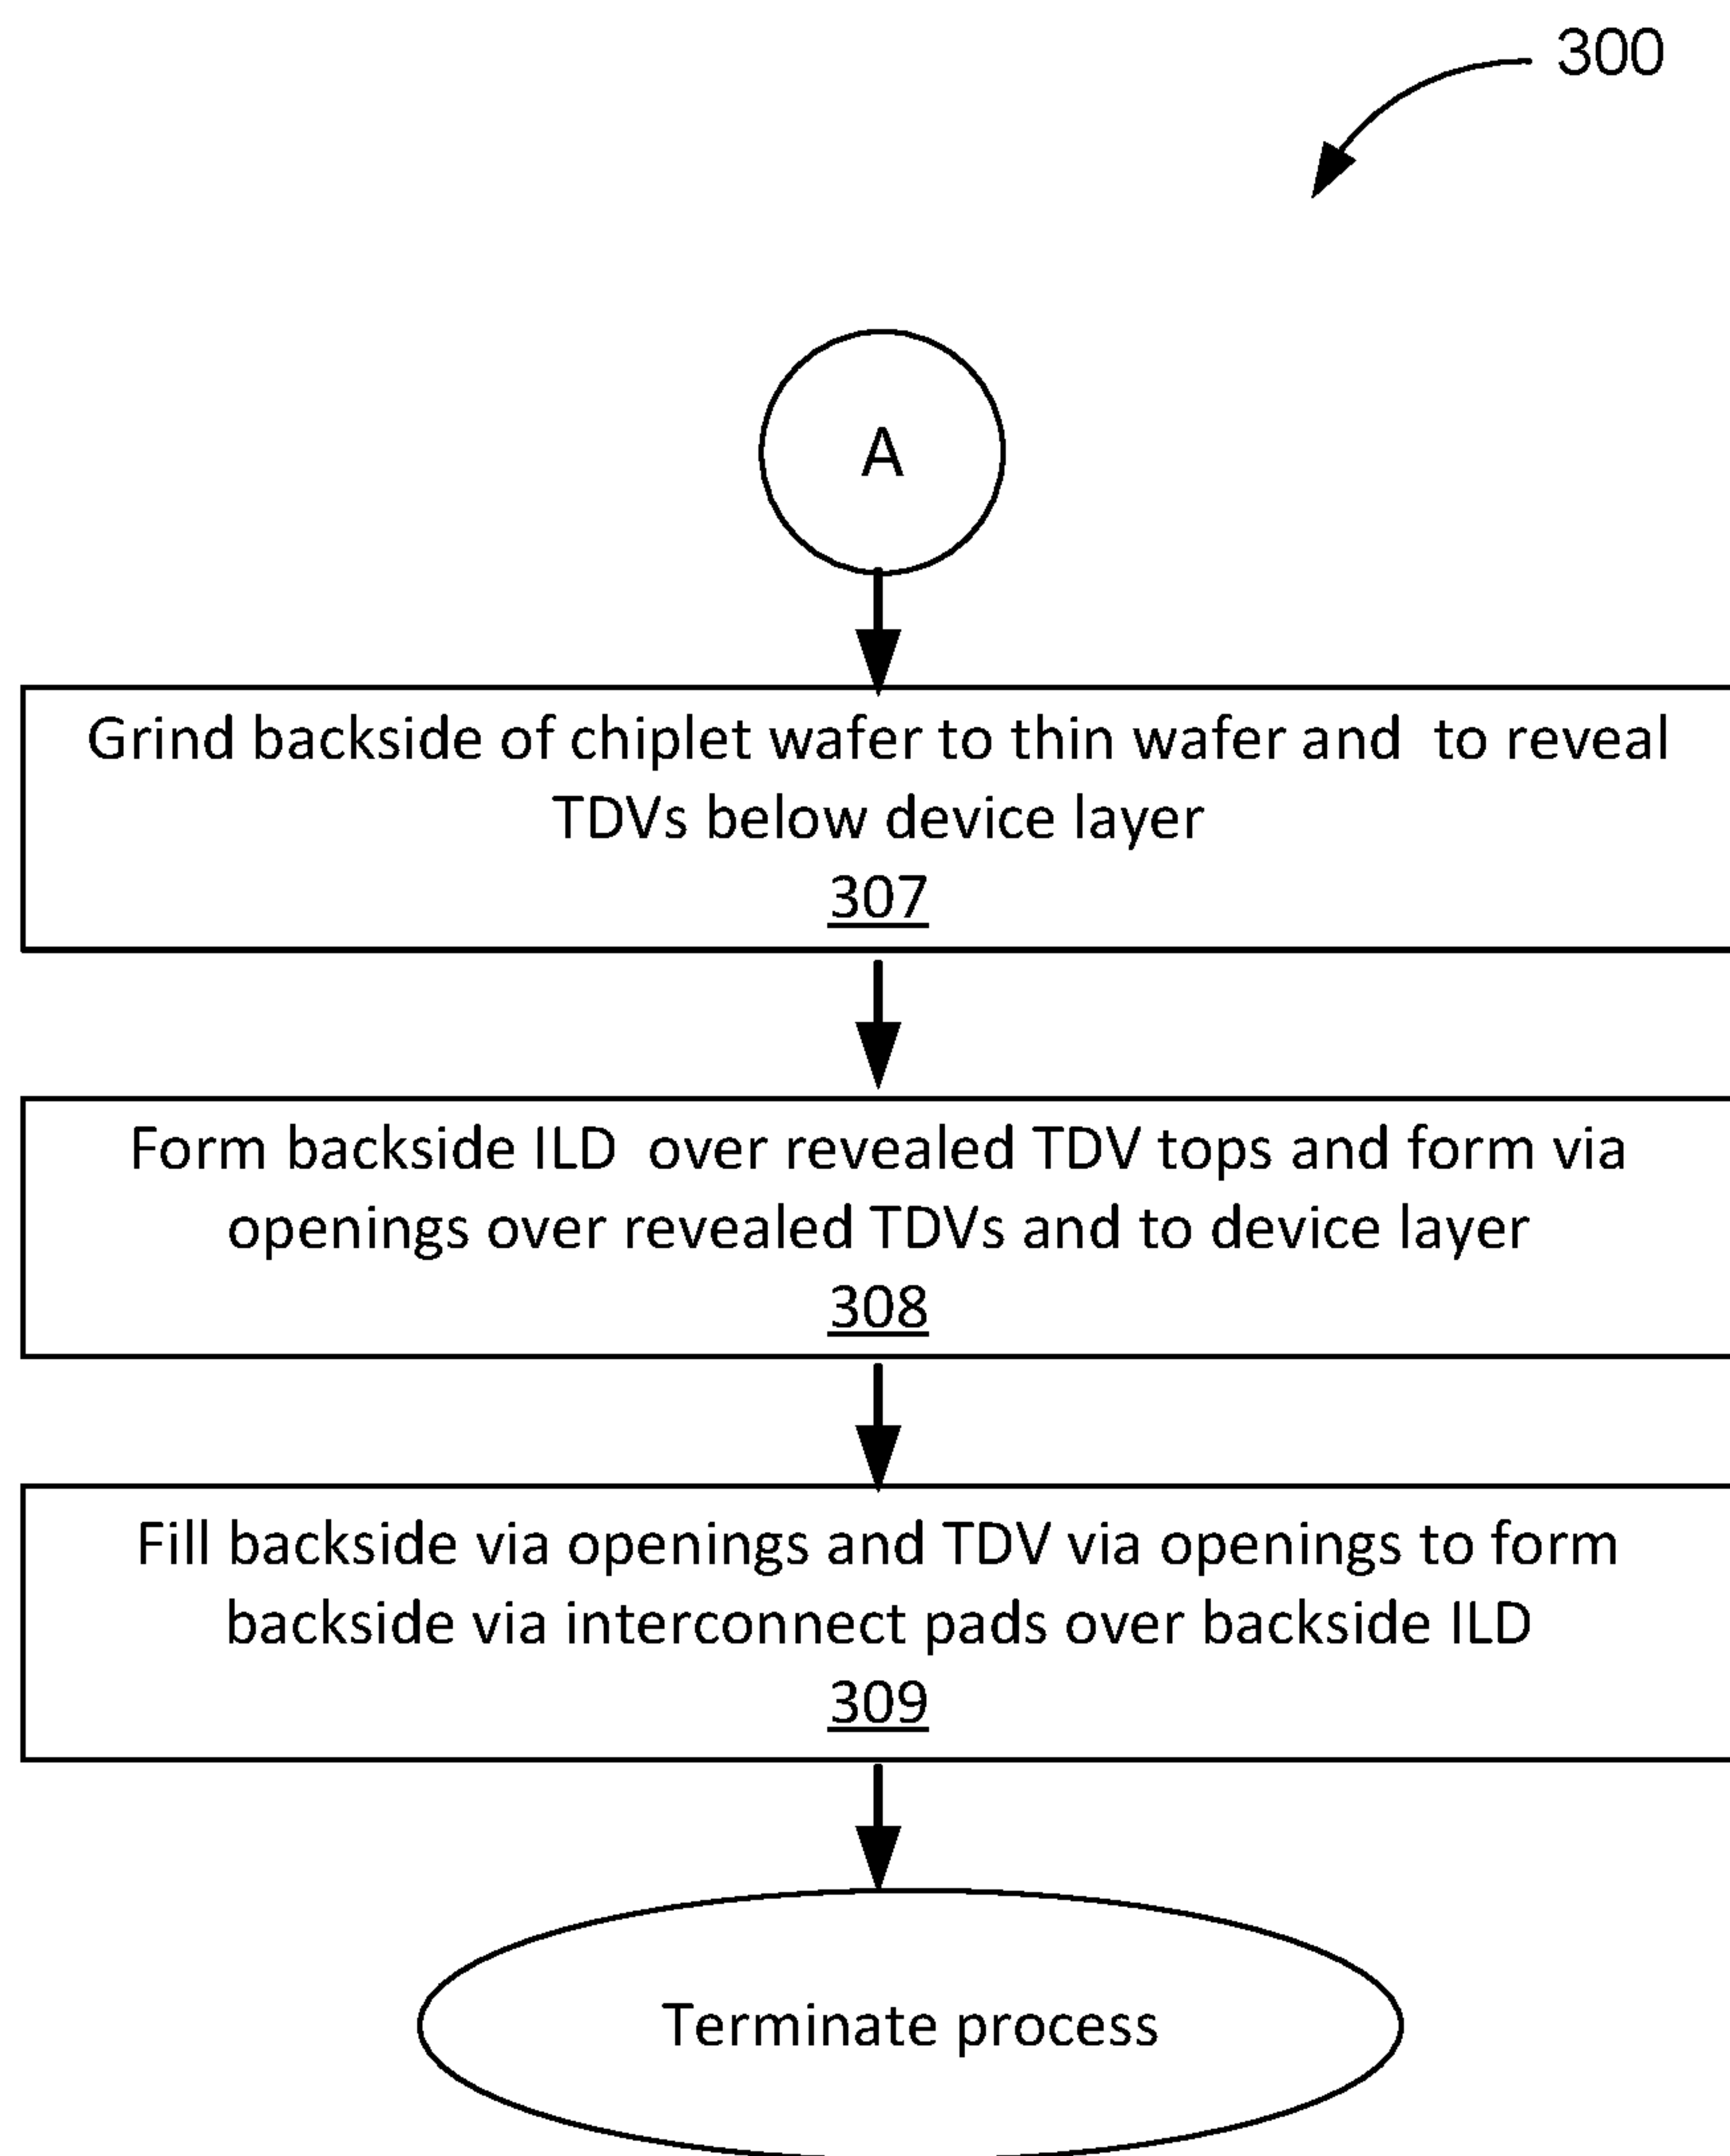 300
A
Grind backside of chiplet wafer to thin wafer and  to reveal
TDVs below device layer
307
Form backside ILD  over revealed TDV tops and form via
openings over revealed TDVs and to device layer
308
Fill backside via openings and TDV via openings to form
backside via interconnect pads over backside ILD
309
Terminate process